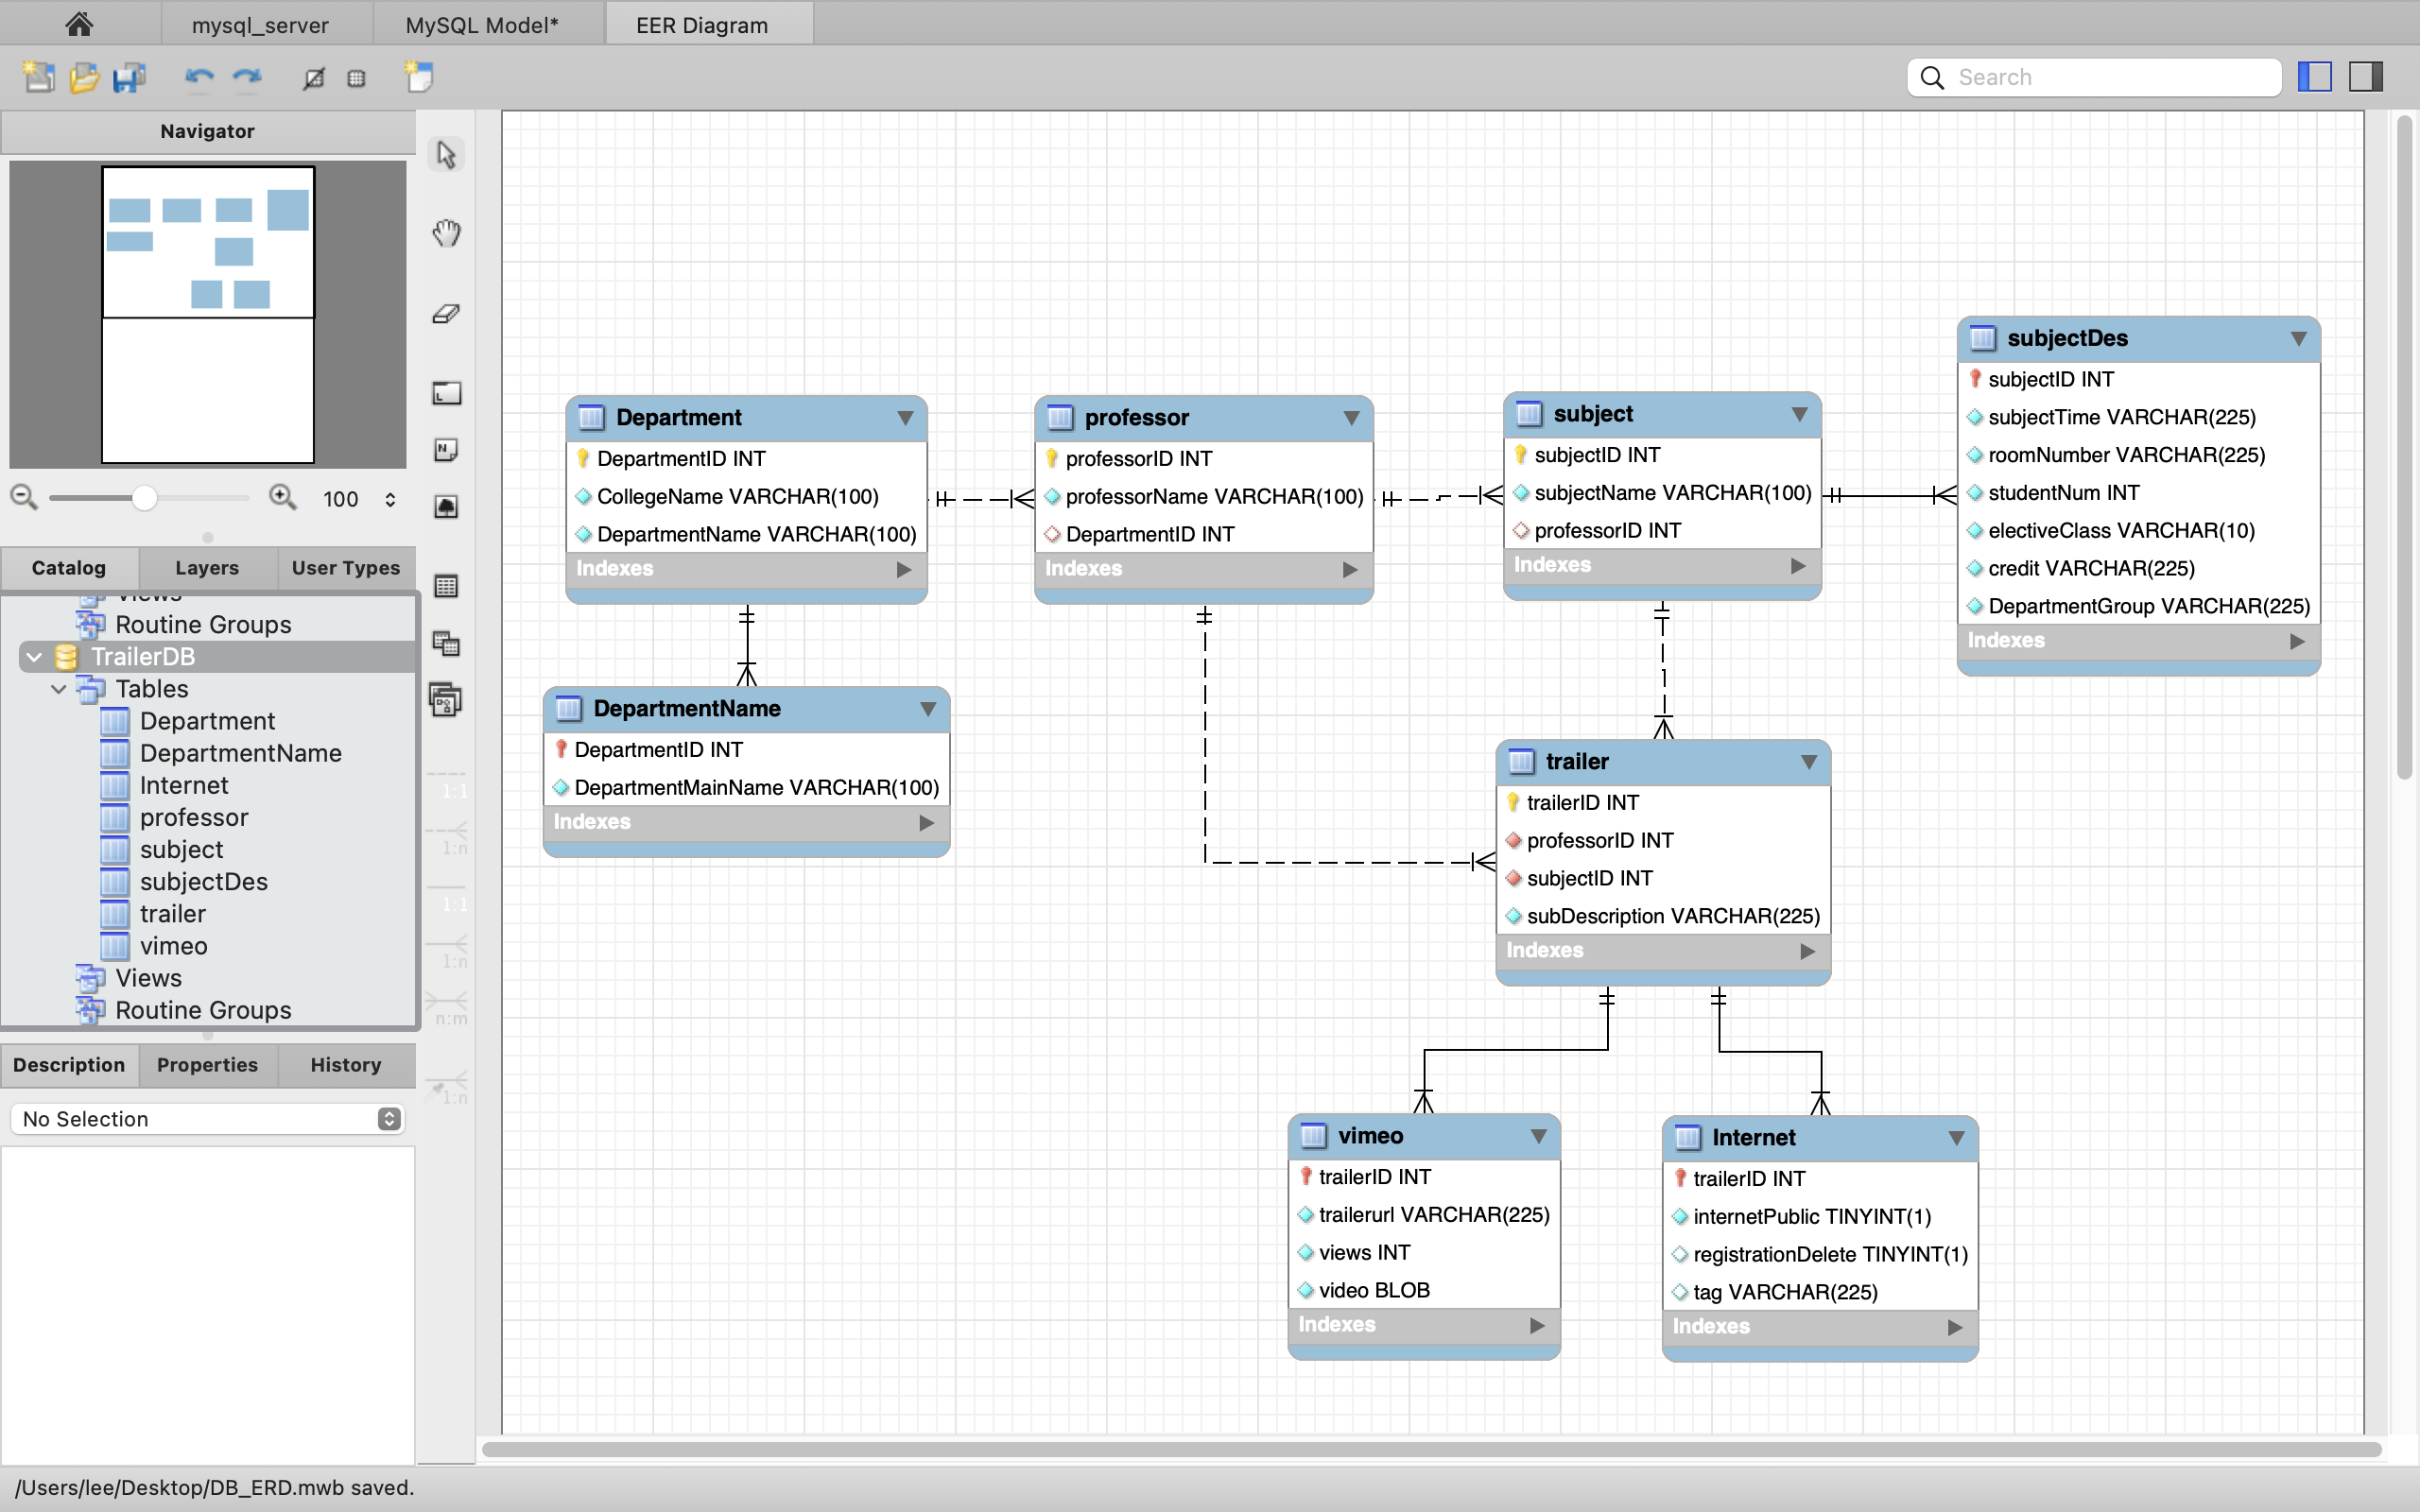 mysql_server
MySQL Model*
EER Diagram
Search
Navigator
100
Catalog
Layers
User Types
Views
Routine Groups
TrailerDB
Tables
Department
DepartmentName
Internet
professor
subject
subjectDes
trailer
vimeo
Views
Routine Groups
Description
Properties
History
No Selection
1:1
1:n
1:1
1:n
n:m
1:n
Department
DepartmentID INT
CollegeName VARCHAR(100)
DepartmentName VARCHAR(100)
Indexes
professor
professorID INT
professorName VARCHAR(100)
DepartmentID INT
Indexes
subject
subjectID INT
subjectName VARCHAR(100)
professorID INT
Indexes
subjectDes
subjectID INT
subjectTime VARCHAR(225)
roomNumber VARCHAR(225)
studentNum INT
electiveClass VARCHAR(10)
credit VARCHAR(225)
DepartmentGroup VARCHAR(225)
Indexes
DepartmentName
DepartmentID INT
DepartmentMainName VARCHAR(100)
Indexes
trailer
trailerID INT
professorID INT
subjectID INT
subDescription VARCHAR(225)
Indexes
vimeo
trailerID INT
trailerurl VARCHAR(225)
views INT
video BLOB
Indexes
Internet
trailerID INT
internetPublic TINYINT(1)
registrationDelete TINYINT(1)
tag VARCHAR(225)
Indexes
/Users/lee/Desktop/DB_ERD.mwb saved.